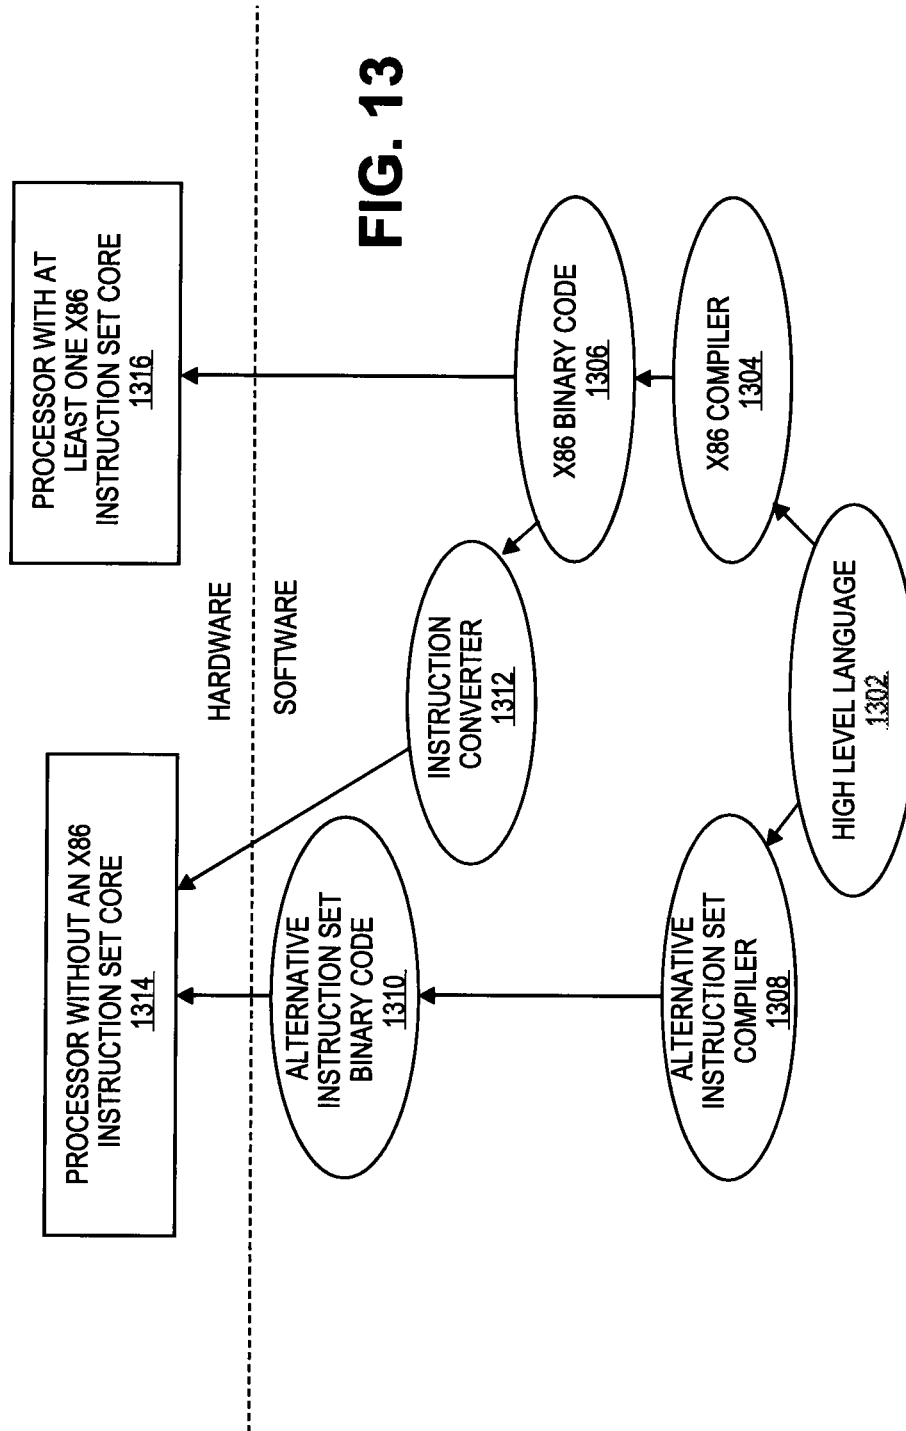 PROCESSOR WITHOUT AN X86
INSTRUCTION SET CORE
1314
PROCESSOR WITH AT
LEAST ONE X86
INSTRUCTION SET CORE
1316
HARDWARE
SOFTWARE
ALTERNATIVE
INSTRUCTION SET
BINARY CODE
1310
INSTRUCTION
CONVERTER
1312
X86 BINARY CODE
1306
ALTERNATIVE
INSTRUCTION SET
COMPILER
1308
X86 COMPILER
1304
HIGH LEVEL LANGUAGE
1302
FIG. 13